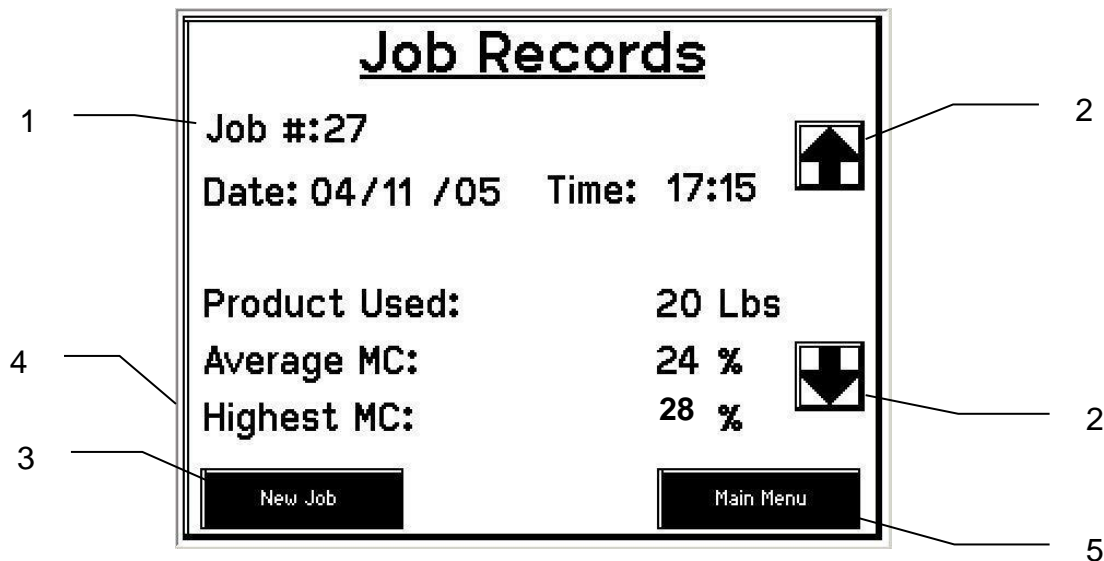 Job Records
1
Job #:27
2
Date: 04/11 /05 Time: 17:15
Product Used: 20 Lbs
4
Average MC: 24 %
Highest MC: 28 %
2
3
New Job
Main Menu
5